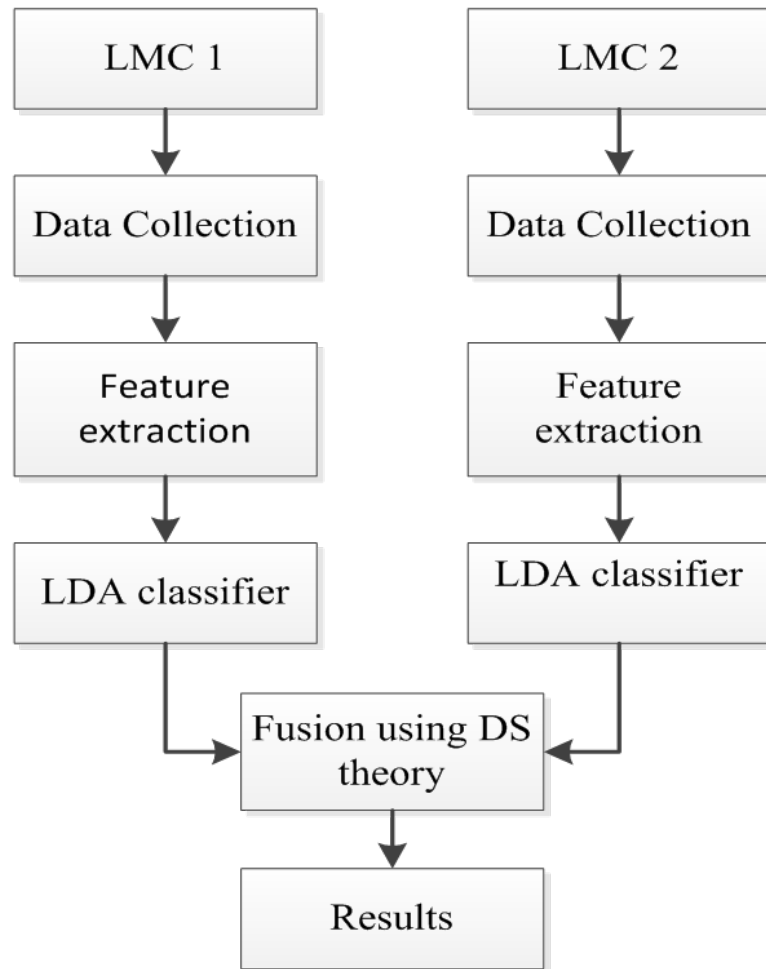 LMC 1
LMC 2
Data Collection
Data Collection
Feature
extraction
Feature
extraction
LDA classifier
LDA classifier
Fusion using DS
theory
Results